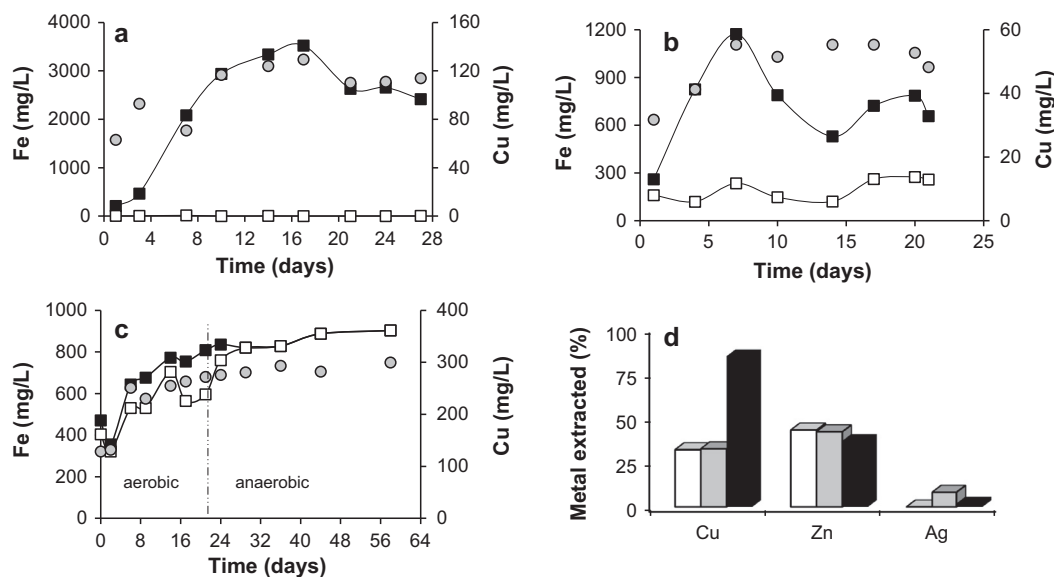 a
4000
3000
2000
1000
0
Fe (mg/L)
160
120
80
40
0
Cu (mg/L)
0 4 8 12 16 20 24 28
Time (days)
b
1200
900
600
300
0
Fe (mg/L)
60
40
20
0
Cu (mg/L)
0 5 10 15 20 25
Time (days)
c
1000
800
600
400
200
0
Fe (mg/L)
400
300
200
100
0
Cu (mg/L)
aerobic
anaerobic
0 8 16 24 32 40 48 56 64
Time (days)
d
100
75
50
25
0
Metal extracted (%)
Cu Zn Ag